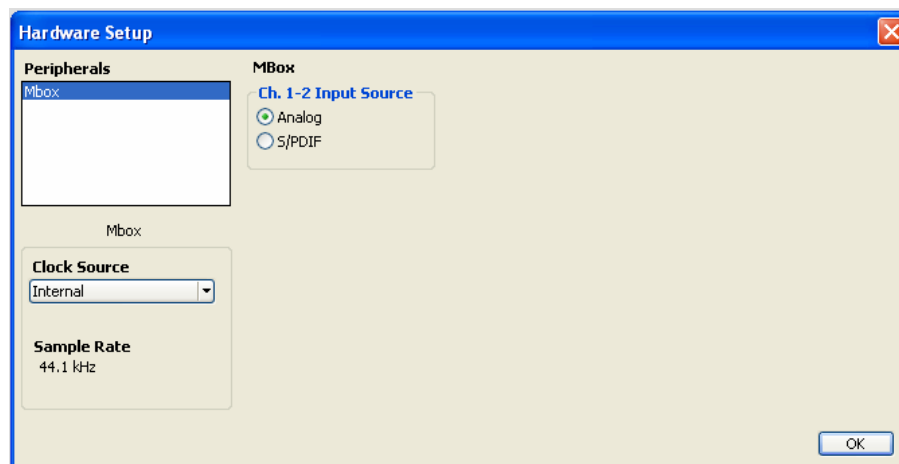 Hardware Setup
Peripherals
Mbox
Mbox
Clock Source
Internal
Sample Rate
44.1 kHz
MBox
Ch. 1-2 Input Source
Analog
S/PDIF
OK